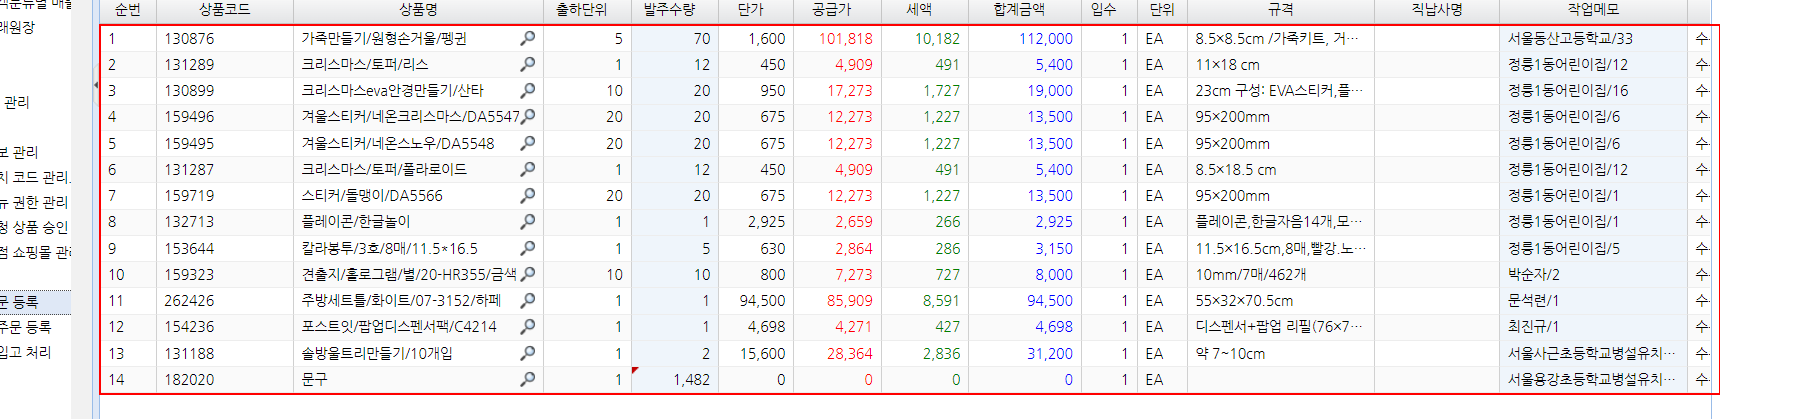 순번 상품코드 상품명 출하단위 발주수량 단가 공급가 세액 합계금액 입수 단위 규격 직납사명 작업메모
래원장
1 130876 가죽만들기/원형손거울/펭귄 5 70 1,600 101,818 10,182 112,000 1 EA 8.5×8.5cm /가죽키트, 거… 서울동산고등학교/33 수
2 131289 크리스마스/토퍼/리스 1 12 450 4,909 491 5,400 1 EA 11×18 cm 정릉1동어린이집/12 수
3 130899 크리스마스eva안경만들기/산타 10 20 950 17,273 1,727 19,000 1 EA 23cm 구성: EVA스티커,플… 정릉1동어린이집/16 수
관리
4 159496 겨울스티커/네온크리스마스/DA5547 20 20 675 12,273 1,227 13,500 1 EA 95×200mm 정릉1동어린이집/6 수
5 159495 겨울스티커/네온스노우/DA5548 20 20 675 12,273 1,227 13,500 1 EA 95×200mm 정릉1동어린이집/6 수
보 관리
6 131287 크리스마스/토퍼/폴라로이드 1 12 450 4,909 491 5,400 1 EA 8.5×18.5 cm 정릉1동어린이집/12 수
치 코드 관리
7 159719 스티커/돌맹이/DA5566 20 20 675 12,273 1,227 13,500 1 EA 95×200mm 정릉1동어린이집/1 수
뉴 권한 관리
8 132713 플레이콘/한글놀이 1 1 2,925 2,659 266 2,925 1 EA 플레이콘,한글자음14개,모… 정릉1동어린이집/1 수
청 상품 승인
9 153644 칼라봉투/3호/8매/11.5*16.5 1 5 630 2,864 286 3,150 1 EA 11.5×16.5cm,8매,빨강.노… 정릉1동어린이집/5 수
점 쇼핑몰 관리
10 159323 견출지/홀로그램/별/20-HR355/금색 10 10 800 7,273 727 8,000 1 EA 10mm/7매/462개 박순자/2 수
11 262426 주방세트틀/화이트/07-3152/하페 1 1 94,500 85,909 8,591 94,500 1 EA 55×32×70.5cm 문석련/1 수
문 등록
12 154236 포스트잇/팝업디스펜서팩/C4214 1 1 4,698 4,271 427 4,698 1 EA 디스펜서+팝업 리필(76×7… 최진규/1 수
주문 등록
13 131188 솔방울트리만들기/10개입 1 2 15,600 28,364 2,836 31,200 1 EA 약 7~10cm 서울사근초등학교병설유치… 수
입고 처리
14 182020 문구 1 1,482 0 0 0 0 1 EA 서울용강초등학교병설유치… 수